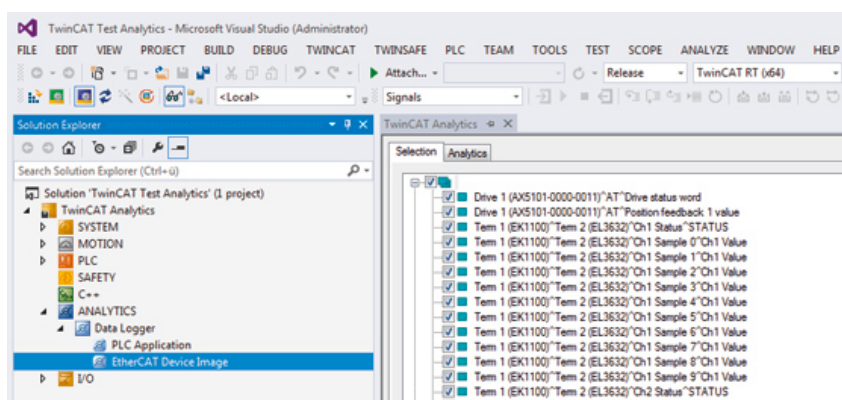 TwinCAT Test Analytics - Microsoft Visual Studio (Administrator)
FILE EDIT VIEW PROJECT BUILD DEBUG TWINCAT TWINSAFE PLC TEAM TOOLS TEST SCOPE ANALYZE WINDOW HELP
Attach... Release TwinCAT RT (x64)
<Local> Signals
Solution Explorer
TwinCAT Analytics
Selection Analytics
Search Solution Explorer (Ctrl+ü)
Solution 'TwinCAT Test Analytics' (1 project)
TwinCAT Analytics
SYSTEM
MOTION
PLC
SAFETY
C++
ANALYTICS
Data Logger
PLC Application
EtherCAT Device Image
I/O
Drive 1 (AX5101-0000-0011)^AT^Drive status word
Drive 1 (AX5101-0000-0011)^AT^Position feedback 1 value
Term 1 (EK1100)^Term 2 (EL3632)^Ch1 Status^STATUS
Term 1 (EK1100)^Term 2 (EL3632)^Ch1 Sample 0^Ch1 Value
Term 1 (EK1100)^Term 2 (EL3632)^Ch1 Sample 1^Ch1 Value
Term 1 (EK1100)^Term 2 (EL3632)^Ch1 Sample 2^Ch1 Value
Term 1 (EK1100)^Term 2 (EL3632)^Ch1 Sample 3^Ch1 Value
Term 1 (EK1100)^Term 2 (EL3632)^Ch1 Sample 4^Ch1 Value
Term 1 (EK1100)^Term 2 (EL3632)^Ch1 Sample 5^Ch1 Value
Term 1 (EK1100)^Term 2 (EL3632)^Ch1 Sample 6^Ch1 Value
Term 1 (EK1100)^Term 2 (EL3632)^Ch1 Sample 7^Ch1 Value
Term 1 (EK1100)^Term 2 (EL3632)^Ch1 Sample 8^Ch1 Value
Term 1 (EK1100)^Term 2 (EL3632)^Ch1 Sample 9^Ch1 Value
Term 1 (EK1100)^Term 2 (EL3632)^Ch2 Status^STATUS